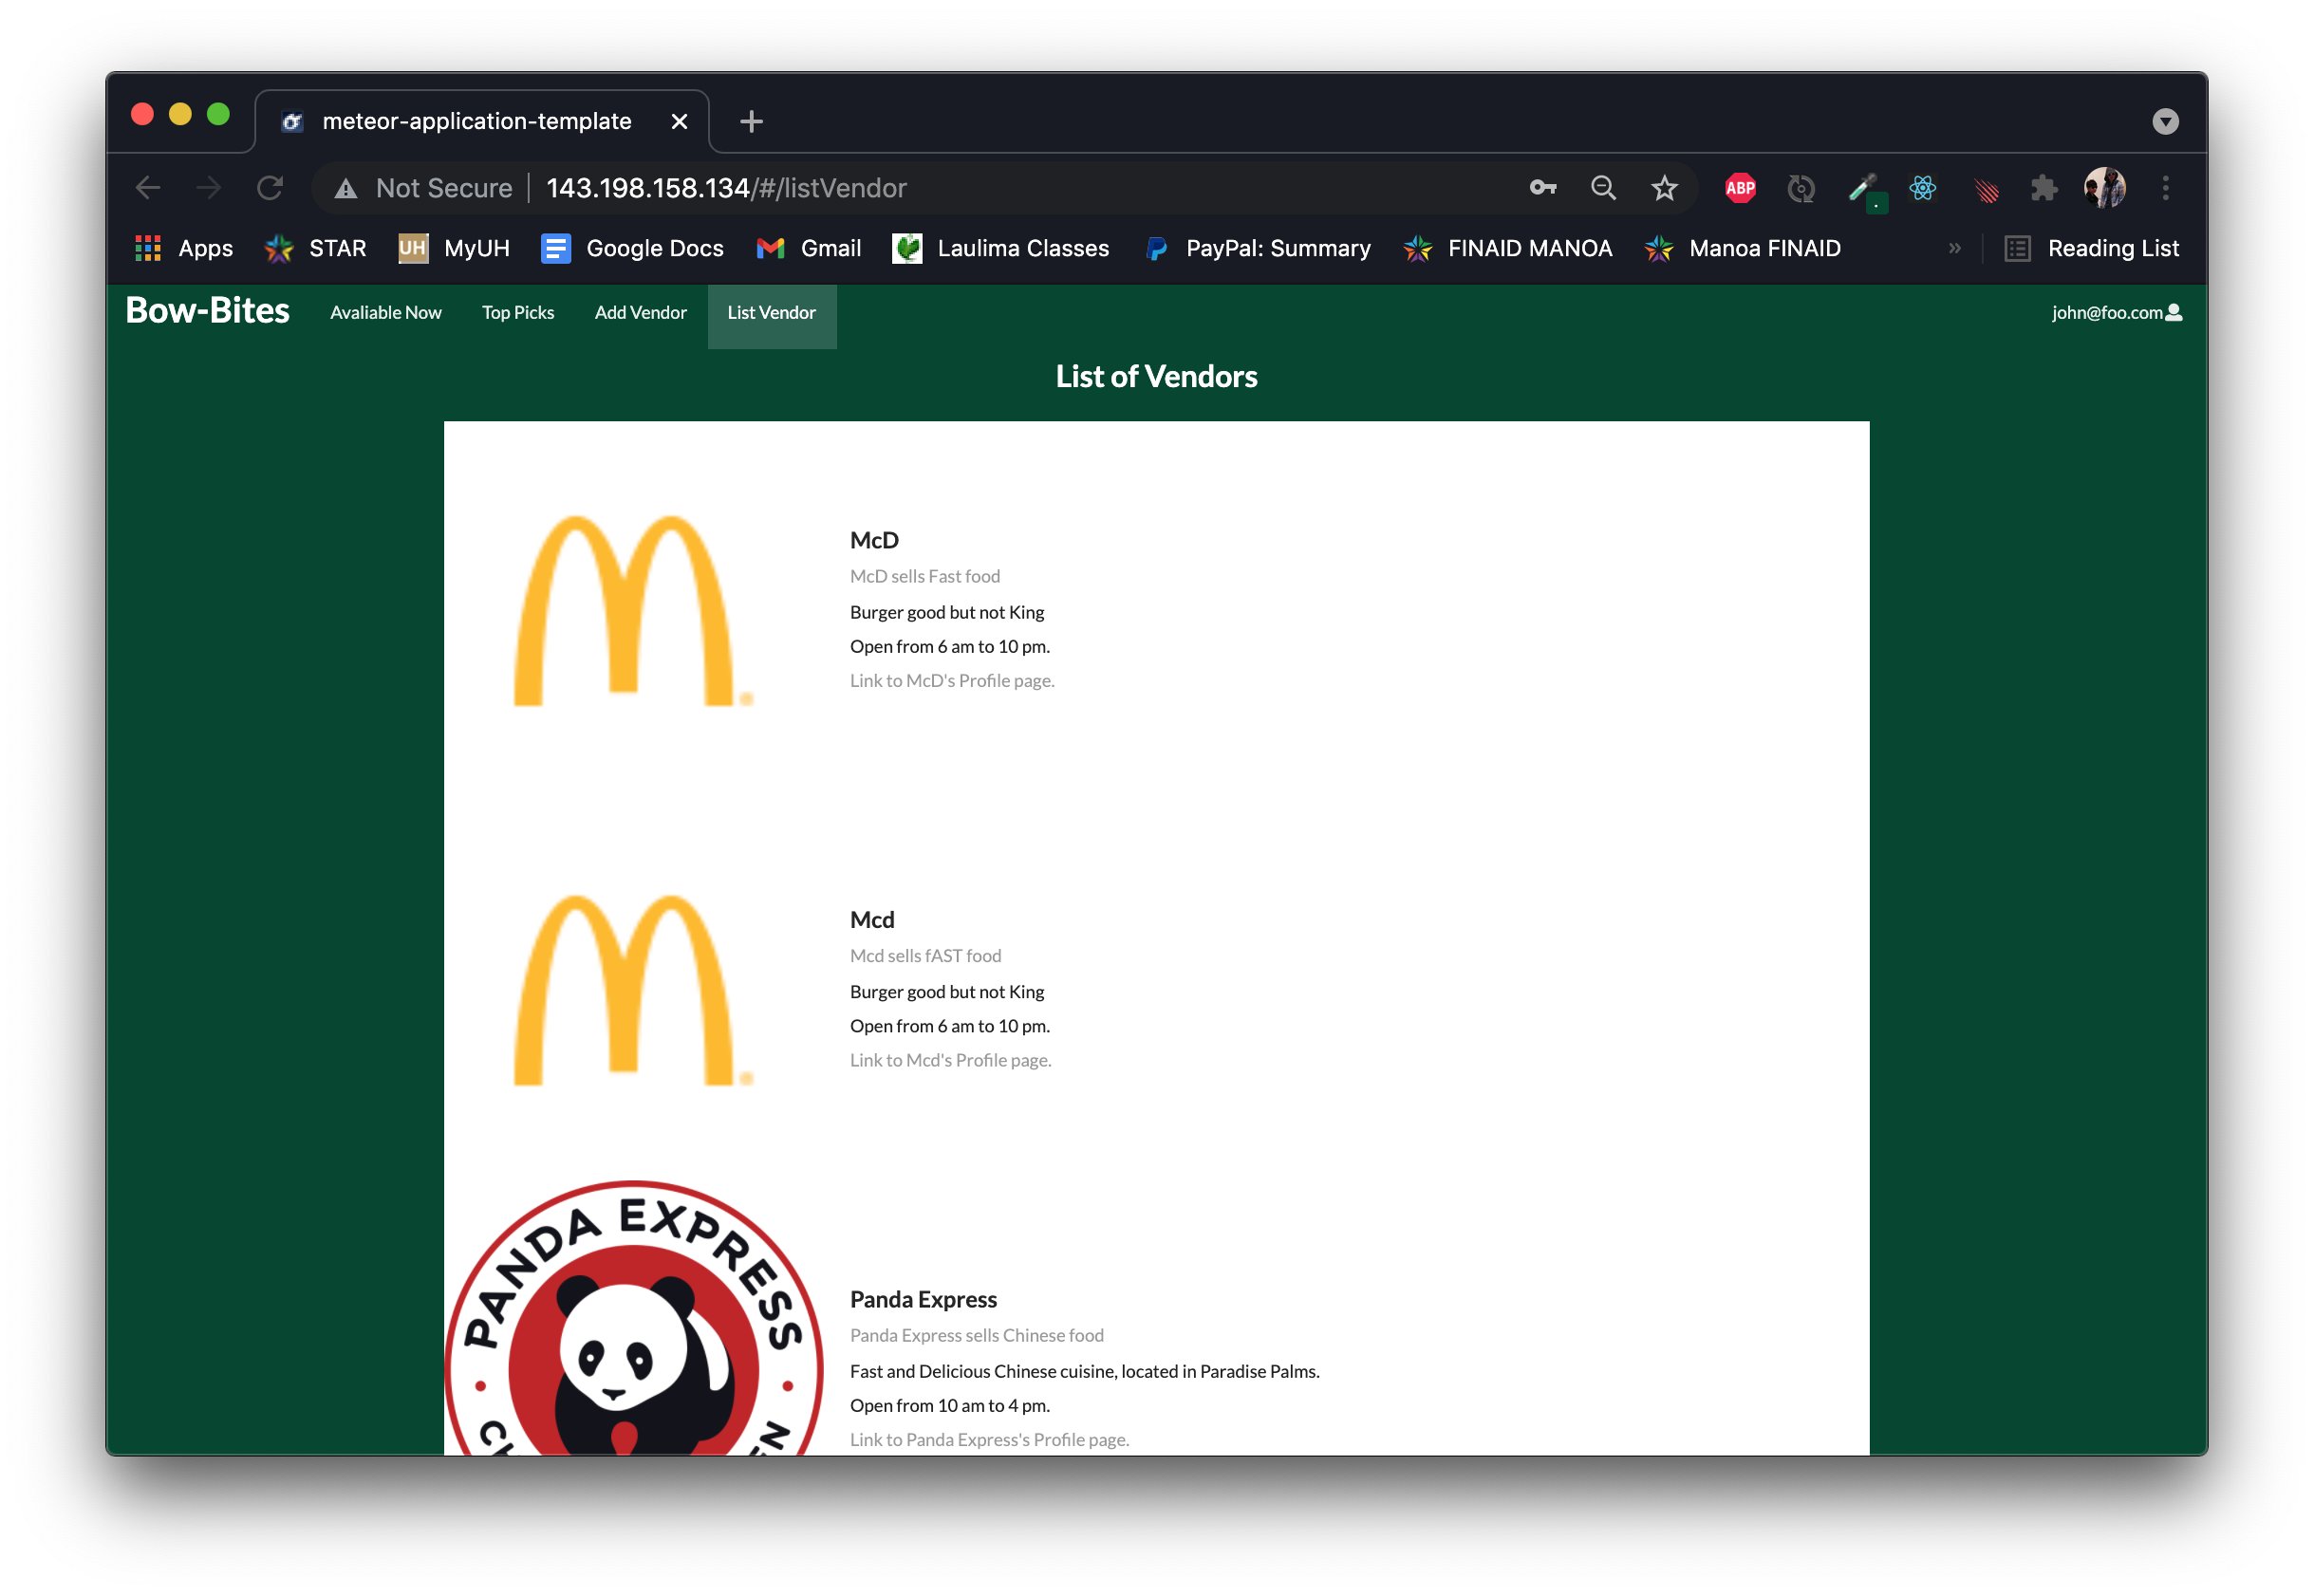 meteor-application-template
Not Secure | 143.198.158.134/#/listVendor
ABP
Apps STAR UH MyUH Google Docs Gmail Laulima Classes PayPal: Summary FINAID MANOA Manoa FINAID » Reading List
Bow-Bites Avaliable Now Top Picks Add Vendor List Vendor john@foo.com
List of Vendors
McD
McD sells Fast food
Burger good but not King
Open from 6 am to 10 pm.
Link to McD's Profile page.
Mcd
Mcd sells fAST food
Burger good but not King
Open from 6 am to 10 pm.
Link to Mcd's Profile page.
PANDA EXPRESS
Panda Express
Panda Express sells Chinese food
Fast and Delicious Chinese cuisine, located in Paradise Palms.
Open from 10 am to 4 pm.
Link to Panda Express's Profile page.